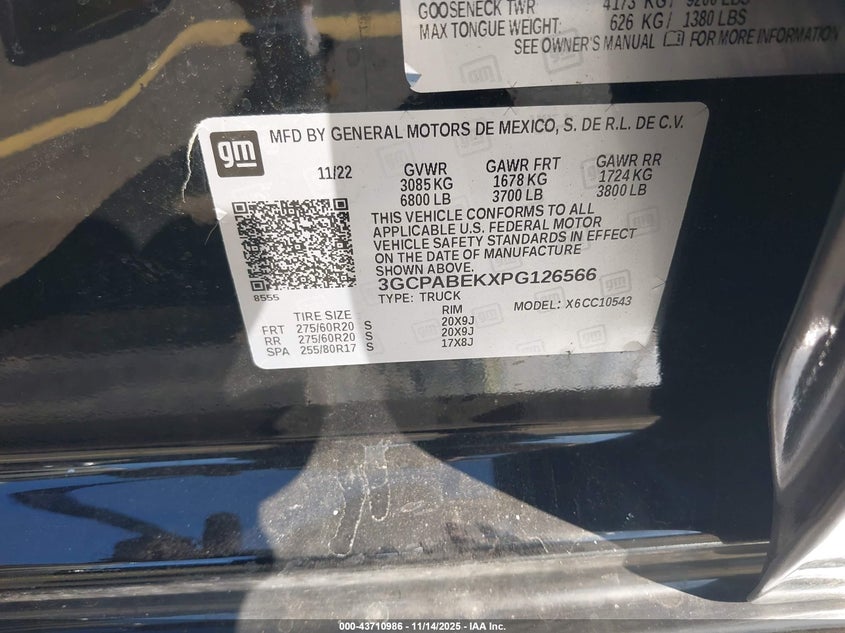 GOOSENECK TWR 4173 KG / 9200 LBS
MAX TONGUE WEIGHT: 626 KG / 1380 LBS
SEE OWNER'S MANUAL FOR MORE INFORMATION
gm
MFD BY GENERAL MOTORS DE MEXICO, S. DE R.L. DE C.V.
11/22 GVWR GAWR FRT GAWR RR
3085 KG 1678 KG 1724 KG
6800 LB 3700 LB 3800 LB
THIS VEHICLE CONFORMS TO ALL
APPLICABLE U.S. FEDERAL MOTOR
VEHICLE SAFETY STANDARDS IN EFFECT
ON THE DATE OF MANUFACTURE
SHOWN ABOVE.
8555
3GCPABEKXPG126566
TYPE: TRUCK MODEL: X6CC10543
TIRE SIZE RIM
FRT 275/60R20 S 20X9J
RR 275/60R20 S 20X9J
SPA 255/80R17 S 17X8J
000-43710986 - 11/14/2025 - IAA Inc.